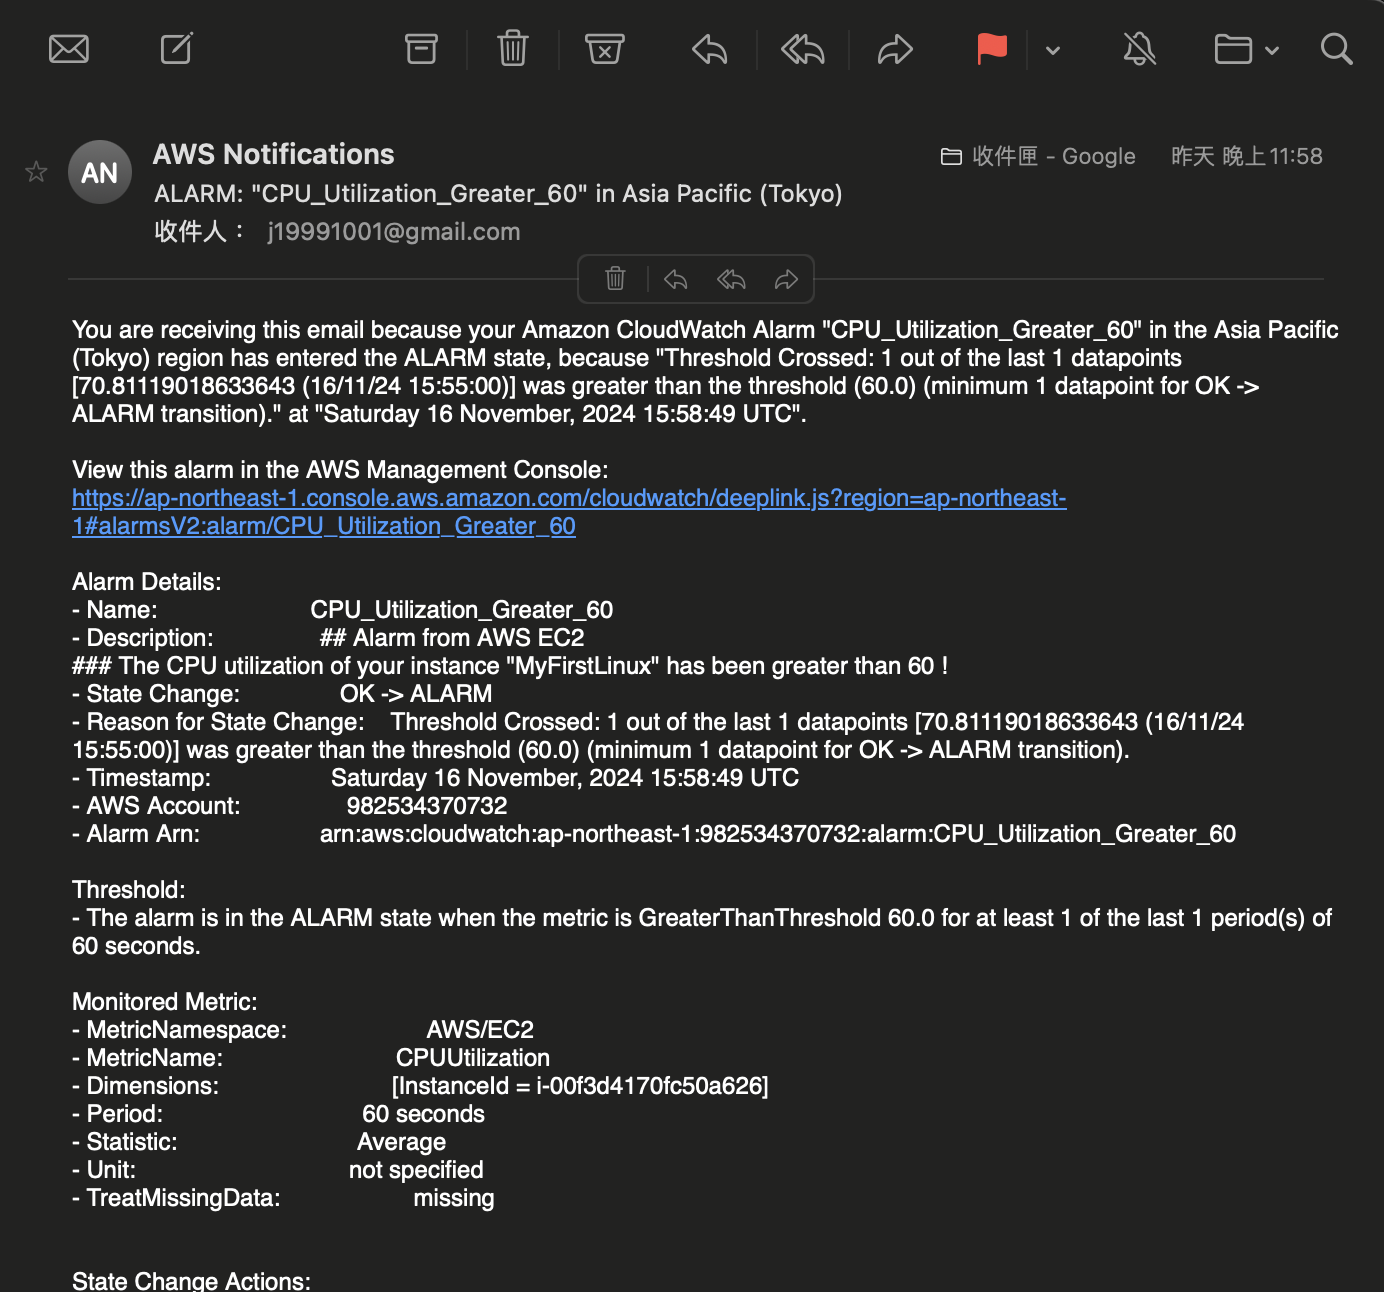 AN
AWS Notifications
收件匣 - Google
昨天 晚上11:58
ALARM: "CPU_Utilization_Greater_60" in Asia Pacific (Tokyo)
收件人： j19991001@gmail.com
You are receiving this email because your Amazon CloudWatch Alarm "CPU_Utilization_Greater_60" in the Asia Pacific
(Tokyo) region has entered the ALARM state, because "Threshold Crossed: 1 out of the last 1 datapoints
[70.81119018633643 (16/11/24 15:55:00)] was greater than the threshold (60.0) (minimum 1 datapoint for OK ->
ALARM transition)." at "Saturday 16 November, 2024 15:58:49 UTC".
View this alarm in the AWS Management Console:
https://ap-northeast-1.console.aws.amazon.com/cloudwatch/deeplink.js?region=ap-northeast-
1#alarmsV2:alarm/CPU_Utilization_Greater_60
Alarm Details:
- Name: CPU_Utilization_Greater_60
- Description: ## Alarm from AWS EC2
### The CPU utilization of your instance "MyFirstLinux" has been greater than 60 !
- State Change: OK -> ALARM
- Reason for State Change: Threshold Crossed: 1 out of the last 1 datapoints [70.81119018633643 (16/11/24
15:55:00)] was greater than the threshold (60.0) (minimum 1 datapoint for OK -> ALARM transition).
- Timestamp: Saturday 16 November, 2024 15:58:49 UTC
- AWS Account: 982534370732
- Alarm Arn: arn:aws:cloudwatch:ap-northeast-1:982534370732:alarm:CPU_Utilization_Greater_60
Threshold:
- The alarm is in the ALARM state when the metric is GreaterThanThreshold 60.0 for at least 1 of the last 1 period(s) of
60 seconds.
Monitored Metric:
- MetricNamespace: AWS/EC2
- MetricName: CPUUtilization
- Dimensions: [InstanceId = i-00f3d4170fc50a626]
- Period: 60 seconds
- Statistic: Average
- Unit: not specified
- TreatMissingData: missing
State Change Actions: